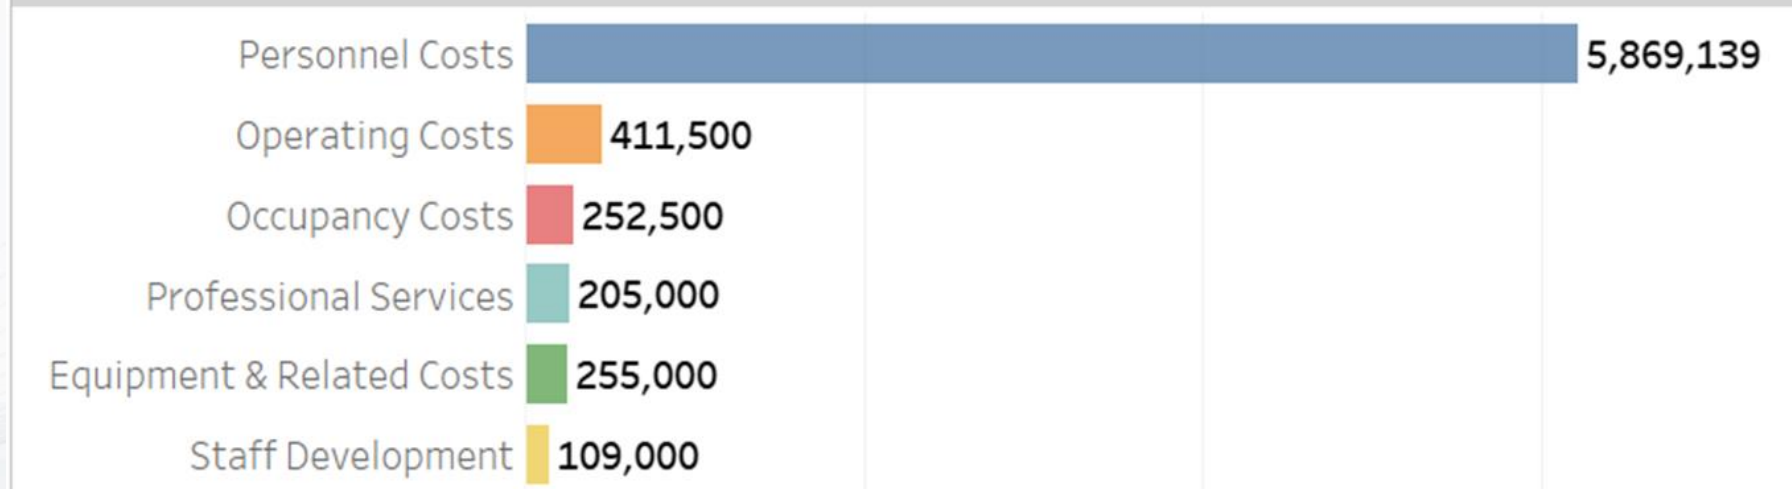 Personnel Costs 5,869,139
Operating Costs 411,500
Occupancy Costs 252,500
Professional Services 205,000
Equipment & Related Costs 255,000
Staff Development 109,000